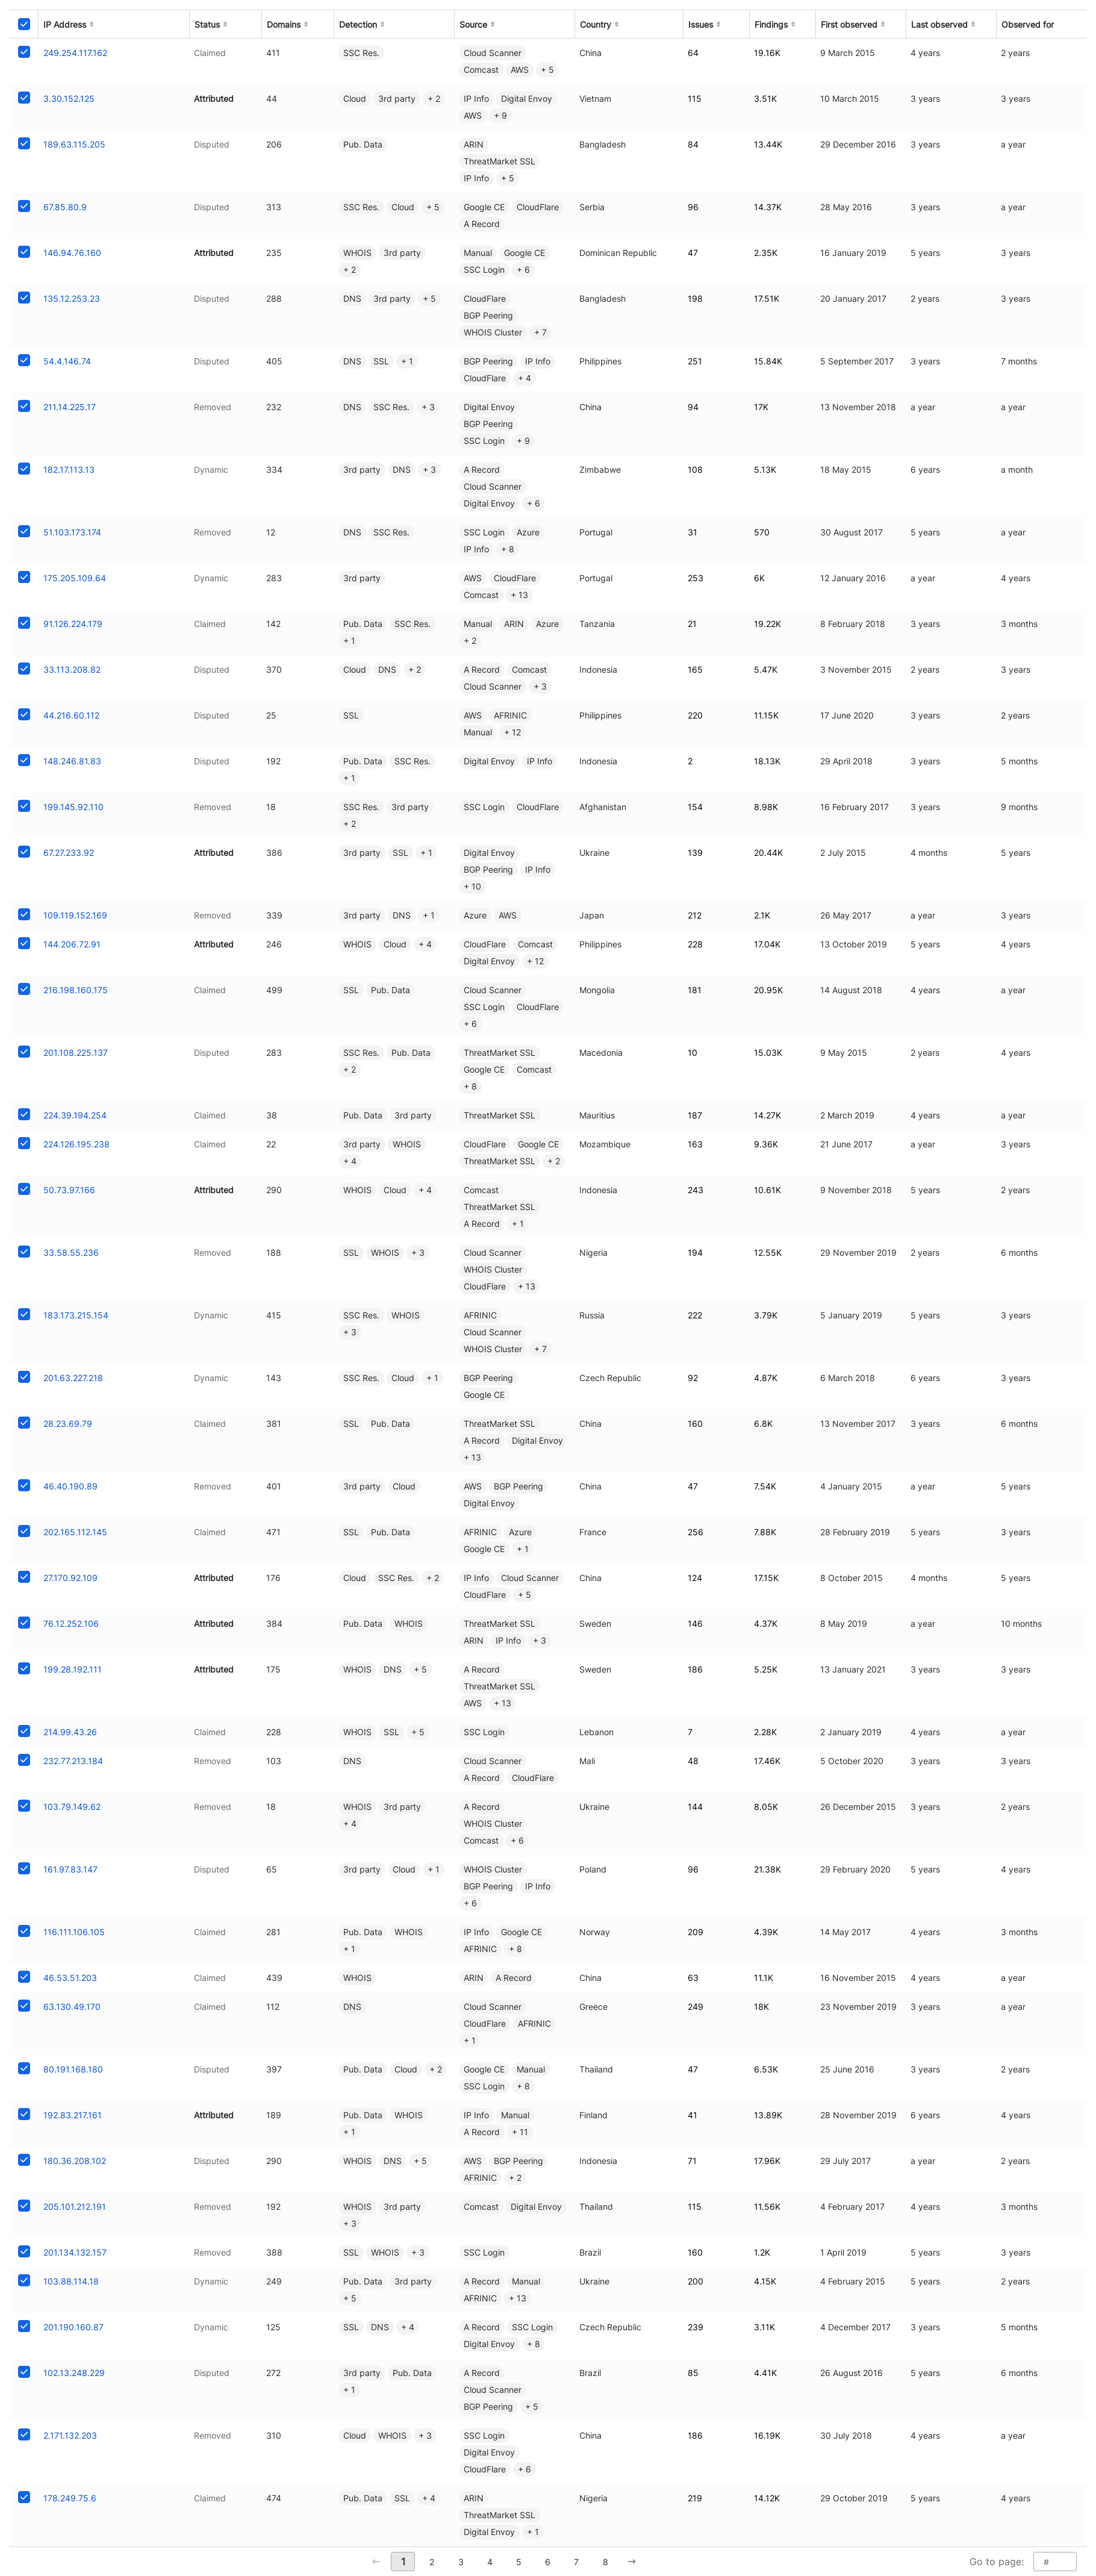 IP Address Status Domains Detection Source Country Issues Findings First observed Last observed Observed for
249.254.117.162 Claimed 411 SSC Res. Cloud Scanner China 64 19.16K 9 March 2015 4 years 2 years
Comcast AWS + 5
3.30.152.125 Attributed 44 Cloud 3rd party + 2 IP Info Digital Envoy Vietnam 115 3.51K 10 March 2015 3 years 3 years
AWS + 9
189.63.115.205 Disputed 206 Pub. Data ARIN Bangladesh 84 13.44K 29 December 2016 3 years a year
ThreatMarket SSL
IP Info + 5
67.85.80.9 Disputed 313 SSC Res. Cloud + 5 Google CE CloudFlare Serbia 96 14.37K 28 May 2016 3 years a year
A Record
146.94.76.160 Attributed 235 WHOIS 3rd party Manual Google CE Dominican Republic 47 2.35K 16 January 2019 5 years 3 years
+ 2 SSC Login + 6
135.12.253.23 Disputed 288 DNS 3rd party + 5 CloudFlare Bangladesh 198 17.51K 20 January 2017 2 years 3 years
BGP Peering
WHOIS Cluster + 7
54.4.146.74 Disputed 405 DNS SSL + 1 BGP Peering IP Info Philippines 251 15.84K 5 September 2017 3 years 7 months
CloudFlare + 4
211.14.225.17 Removed 232 DNS SSC Res. + 3 Digital Envoy China 94 17K 13 November 2018 a year a year
BGP Peering
SSC Login + 9
182.17.113.13 Dynamic 334 3rd party DNS + 3 A Record Zimbabwe 108 5.13K 18 May 2015 6 years a month
Cloud Scanner
Digital Envoy + 6
51.103.173.174 Removed 12 DNS SSC Res. SSC Login Azure Portugal 31 570 30 August 2017 5 years a year
IP Info + 8
175.205.109.64 Dynamic 283 3rd party AWS CloudFlare Portugal 253 6K 12 January 2016 a year 4 years
Comcast + 13
91.126.224.179 Claimed 142 Pub. Data SSC Res. Manual ARIN Azure Tanzania 21 19.22K 8 February 2018 3 years 3 months
+ 1 + 2
33.113.208.82 Disputed 370 Cloud DNS + 2 A Record Comcast Indonesia 165 5.47K 3 November 2015 2 years 3 years
Cloud Scanner + 3
44.216.60.112 Disputed 25 SSL AWS AFRINIC Philippines 220 11.15K 17 June 2020 3 years 2 years
Manual + 12
148.246.81.83 Disputed 192 Pub. Data SSC Res. Digital Envoy IP Info Indonesia 2 18.13K 29 April 2018 3 years 5 months
+ 1
199.145.92.110 Removed 18 SSC Res. 3rd party SSC Login CloudFlare Afghanistan 154 8.98K 16 February 2017 3 years 9 months
+ 2
67.27.233.92 Attributed 386 3rd party SSL + 1 Digital Envoy Ukraine 139 20.44K 2 July 2015 4 months 5 years
BGP Peering IP Info
+ 10
109.119.152.169 Removed 339 3rd party DNS + 1 Azure AWS Japan 212 2.1K 26 May 2017 a year 3 years
144.206.72.91 Attributed 246 WHOIS Cloud + 4 CloudFlare Comcast Philippines 228 17.04K 13 October 2019 5 years 4 years
Digital Envoy + 12
216.198.160.175 Claimed 499 SSL Pub. Data Cloud Scanner Mongolia 181 20.95K 14 August 2018 4 years a year
SSC Login CloudFlare
+ 6
201.108.225.137 Disputed 283 SSC Res. Pub. Data ThreatMarket SSL Macedonia 10 15.03K 9 May 2015 2 years 4 years
+ 2 Google CE Comcast
+ 8
224.39.194.254 Claimed 38 Pub. Data 3rd party ThreatMarket SSL Mauritius 187 14.27K 2 March 2019 4 years a year
224.126.195.238 Claimed 22 3rd party WHOIS CloudFlare Google CE Mozambique 163 9.36K 21 June 2017 a year 3 years
+ 4 ThreatMarket SSL + 2
50.73.97.166 Attributed 290 WHOIS Cloud + 4 Comcast Indonesia 243 10.61K 9 November 2018 5 years 2 years
ThreatMarket SSL
A Record + 1
33.58.55.236 Removed 188 SSL WHOIS + 3 Cloud Scanner Nigeria 194 12.55K 29 November 2019 2 years 6 months
WHOIS Cluster
CloudFlare + 13
183.173.215.154 Dynamic 415 SSC Res. WHOIS AFRINIC Russia 222 3.79K 5 January 2019 5 years 3 years
+ 3 Cloud Scanner
WHOIS Cluster + 7
201.63.227.218 Dynamic 143 SSC Res. Cloud + 1 BGP Peering Czech Republic 92 4.87K 6 March 2018 6 years 3 years
Google CE
28.23.69.79 Claimed 381 SSL Pub. Data ThreatMarket SSL China 160 6.8K 13 November 2017 3 years 6 months
A Record Digital Envoy
+ 13
46.40.190.89 Removed 401 3rd party Cloud AWS BGP Peering China 47 7.54K 4 January 2015 a year 5 years
Digital Envoy
202.165.112.145 Claimed 471 SSL Pub. Data AFRINIC Azure France 256 7.88K 28 February 2019 5 years 3 years
Google CE + 1
27.170.92.109 Attributed 176 Cloud SSC Res. + 2 IP Info Cloud Scanner China 124 17.15K 8 October 2015 4 months 5 years
CloudFlare + 5
76.12.252.106 Attributed 384 Pub. Data WHOIS ThreatMarket SSL Sweden 146 4.37K 8 May 2019 a year 10 months
ARIN IP Info + 3
199.28.192.111 Attributed 175 WHOIS DNS + 5 A Record Sweden 186 5.25K 13 January 2021 3 years 3 years
ThreatMarket SSL
AWS + 13
214.99.43.26 Claimed 228 WHOIS SSL + 5 SSC Login Lebanon 7 2.28K 2 January 2019 4 years a year
232.77.213.184 Removed 103 DNS Cloud Scanner Mali 48 17.46K 5 October 2020 3 years 3 years
A Record CloudFlare
103.79.149.62 Removed 18 WHOIS 3rd party A Record Ukraine 144 8.05K 26 December 2015 3 years 2 years
+ 4 WHOIS Cluster
Comcast + 6
161.97.83.147 Disputed 65 3rd party Cloud + 1 WHOIS Cluster Poland 96 21.38K 29 February 2020 5 years 4 years
BGP Peering IP Info
+ 6
116.111.106.105 Claimed 281 Pub. Data WHOIS IP Info Google CE Norway 209 4.39K 14 May 2017 4 years 3 months
+ 1 AFRINIC + 8
46.53.51.203 Claimed 439 WHOIS ARIN A Record China 63 11.1K 16 November 2015 4 years a year
63.130.49.170 Claimed 112 DNS Cloud Scanner Greece 249 18K 23 November 2019 3 years a year
CloudFlare AFRINIC
+ 1
80.191.168.180 Disputed 397 Pub. Data Cloud + 2 Google CE Manual Thailand 47 6.53K 25 June 2016 3 years 2 years
SSC Login + 8
192.83.217.161 Attributed 189 Pub. Data WHOIS IP Info Manual Finland 41 13.89K 28 November 2019 6 years 4 years
+ 1 A Record + 11
180.36.208.102 Disputed 290 WHOIS DNS + 5 AWS BGP Peering Indonesia 71 17.96K 29 July 2017 a year 2 years
AFRINIC + 2
205.101.212.191 Removed 192 WHOIS 3rd party Comcast Digital Envoy Thailand 115 11.56K 4 February 2017 4 years 3 months
+ 3
201.134.132.157 Removed 388 SSL WHOIS + 3 SSC Login Brazil 160 1.2K 1 April 2019 5 years 3 years
103.88.114.18 Dynamic 249 Pub. Data 3rd party A Record Manual Ukraine 200 4.15K 4 February 2015 5 years 2 years
+ 5 AFRINIC + 13
201.190.160.87 Dynamic 125 SSL DNS + 4 A Record SSC Login Czech Republic 239 3.11K 4 December 2017 3 years 5 months
Digital Envoy + 8
102.13.248.229 Disputed 272 3rd party Pub. Data A Record Brazil 85 4.41K 26 August 2016 5 years 6 months
+ 1 Cloud Scanner
BGP Peering + 5
2.171.132.203 Removed 310 Cloud WHOIS + 3 SSC Login China 186 16.19K 30 July 2018 4 years a year
Digital Envoy
CloudFlare + 6
178.249.75.6 Claimed 474 Pub. Data SSL + 4 ARIN Nigeria 219 14.12K 29 October 2019 5 years 4 years
ThreatMarket SSL
Digital Envoy + 1
← 1 2 3 4 5 6 7 8 → Go to page: #